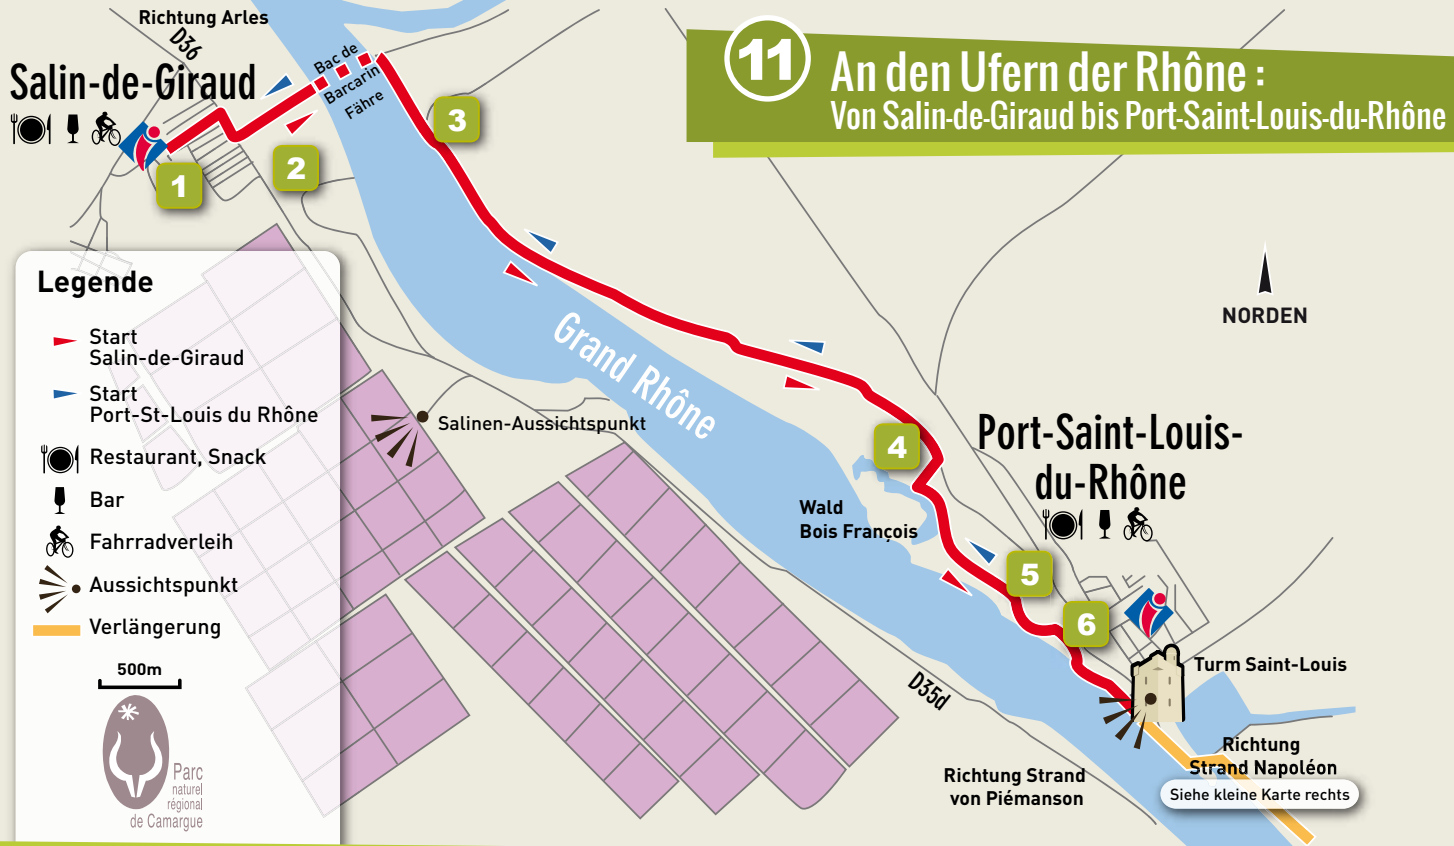 11
An den Ufern der Rhône :
Von Salin-de-Giraud bis Port-Saint-Louis-du-Rhône
Richtung Arles
D36
Salin-de-Giraud
Bac de
Barcarin
Fähre
1
2
3
Grand Rhône
NORDEN
Legende
Start
Salin-de-Giraud
Start
Port-St-Louis du Rhône
Restaurant, Snack
Bar
Fahrradverleih
Aussichtspunkt
Verlängerung
500m
Parc
naturel
régional
de Camargue
Salinen-Aussichtspunkt
4
Port-Saint-Louis-
du-Rhône
Wald
Bois François
5
6
D35d
Turm Saint-Louis
Richtung
Strand Napoléon
Siehe kleine Karte rechts
Richtung Strand
von Piémanson